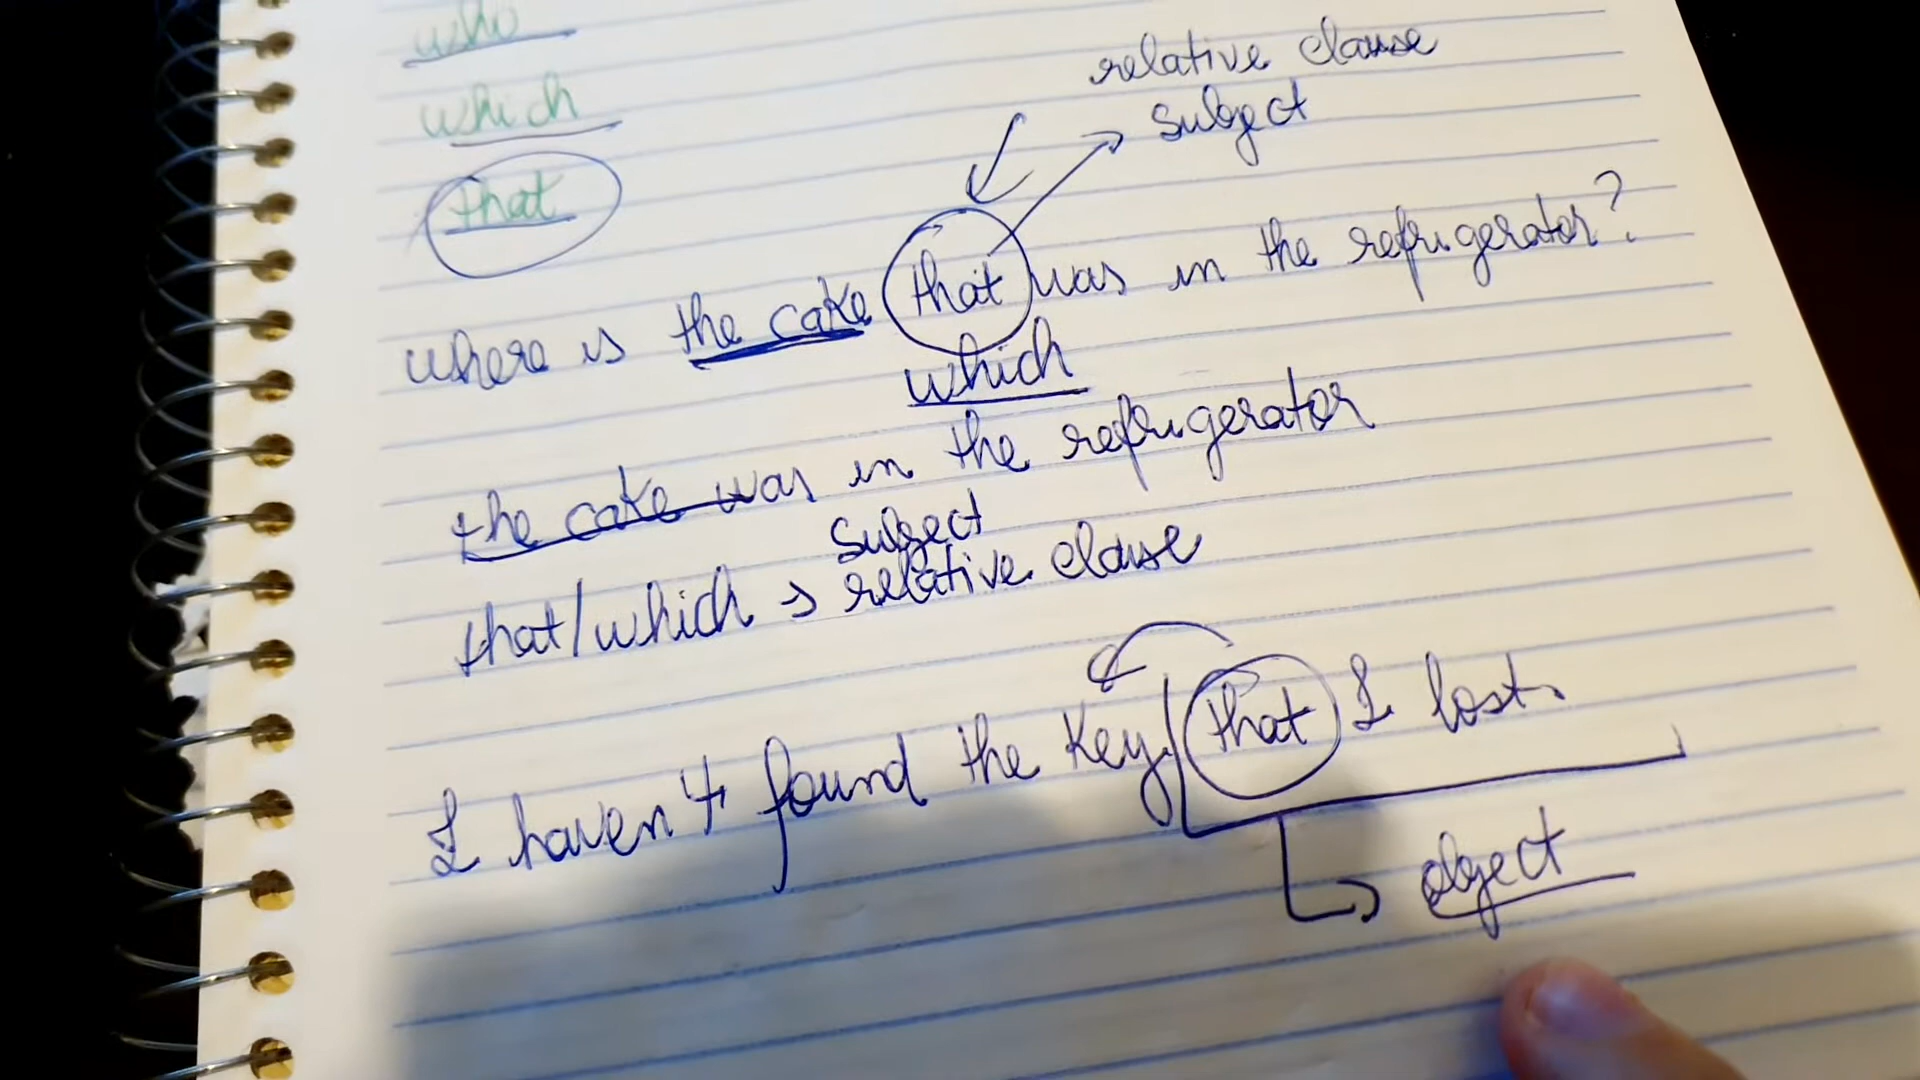 who
which
that
relative clause
subject
where is the cake that was in the refrigerator?
which
the cake was in the refrigerator
subject
that/which → relative clause
I haven't found the key that I lost.
object